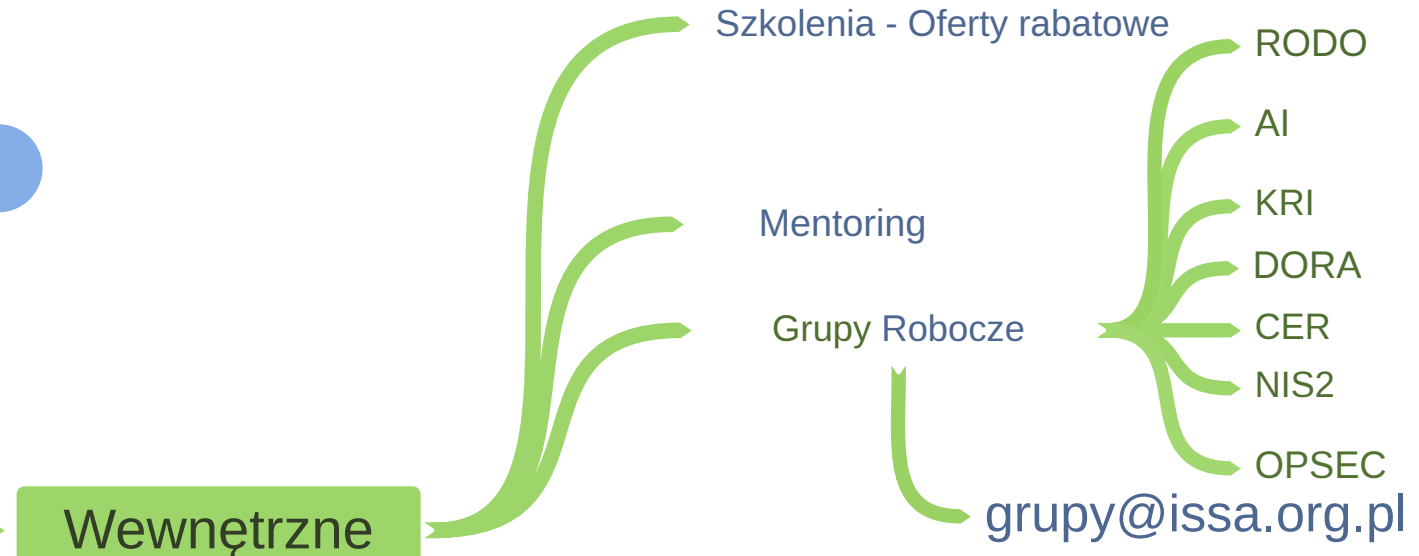 Szkolenia - Oferty rabatowe
Mentoring
Grupy Robocze
RODO
AI
KRI
DORA
CER
NIS2
OPSEC
grupy@issa.org.pl
Wewnętrzne